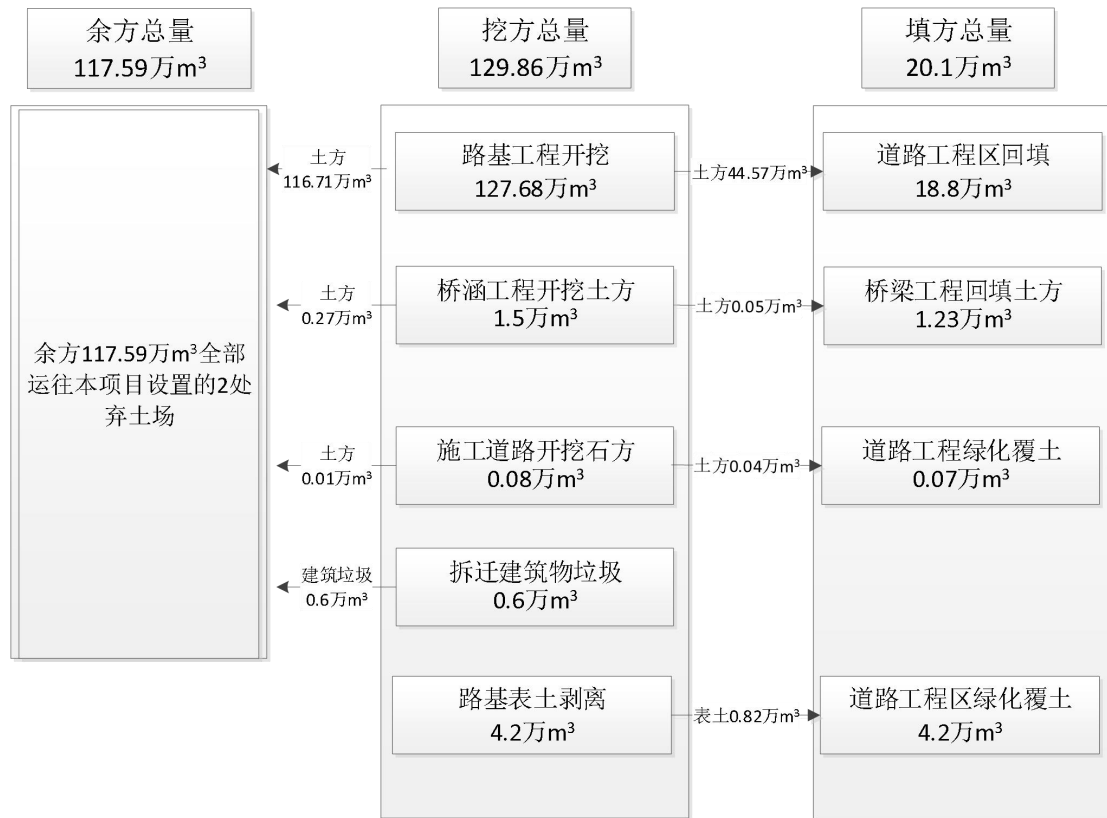 余方总量
117.59万m³
挖方总量
129.86万m³
填方总量
20.1万m³
余方117.59万m³全部
运往本项目设置的2处
弃土场
土方
116.71万m³
路基工程开挖
127.68万m³
土方44.57万m³
道路工程区回填
18.8万m³
土方
0.27万m³
桥涵工程开挖土方
1.5万m³
土方0.05万m³
桥梁工程回填土方
1.23万m³
土方
0.01万m³
施工道路开挖石方
0.08万m³
土方0.04万m³
道路工程绿化覆土
0.07万m³
建筑垃圾
0.6万m³
拆迁建筑物垃圾
0.6万m³
路基表土剥离
4.2万m³
表土0.82万m³
道路工程区绿化覆土
4.2万m³